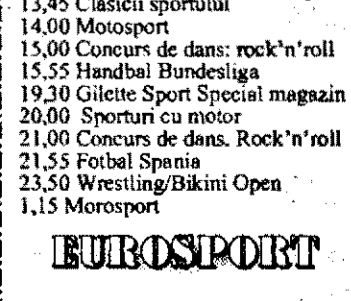 13,45 Clasicii sportului
14,00 Motosport
15,00 Concurs de dans: rock'n'roll
15,55 Handbal Bundesliga
19,30 Gilette Sport Special magazin
20,00 Sporturi cu motor
21,00 Concurs de dans. Rock'n'roll
21,55 Fotbal Spania
23,50 Wrestling/Bikini Open
1,15 Morosport
EUROSPORT